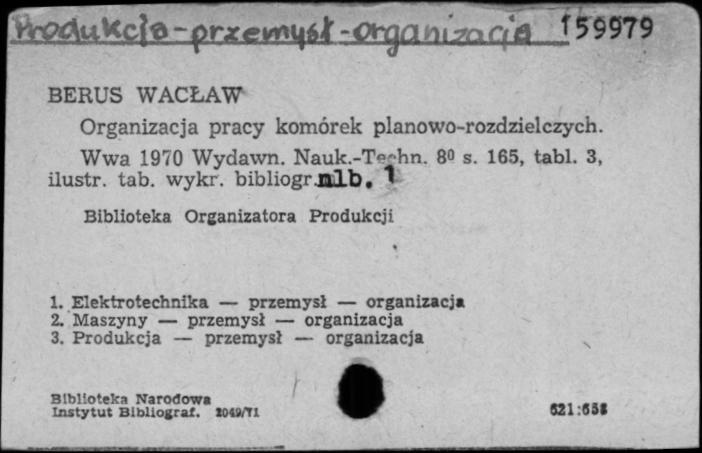 Produkcja-przemysł-organizacja 159979
BERUS WACŁAW
Organizacja pracy komórek planowo-rozdzielczych.
Wwa 1970 Wydawn. Nauk.-Techn. 8⁰ s. 165, tabl. 3,
ilustr. tab. wykr. bibliogr. nlb. 1
Biblioteka Organizatora Produkcji
1. Elektrotechnika — przemysł — organizacja
2. Maszyny — przemysł — organizacja
3. Produkcja — przemysł — organizacja
Biblioteka Narodowa
Instytut Bibliograf. 2049/71
621:658